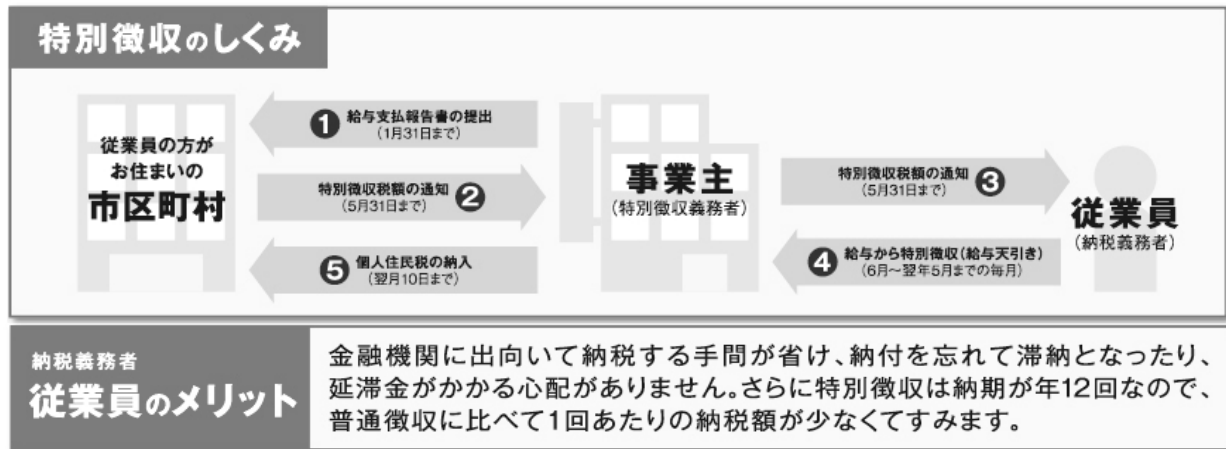 特別徴収のしくみ
従業員の方が
お住まいの
市区町村
❶ 給与支払報告書の提出
(1月31日まで)
特別徴収税額の通知 ❷
(5月31日まで)
❺ 個人住民税の納入
(翌月10日まで)
事業主
(特別徴収義務者)
特別徴収税額の通知 ❸
(5月31日まで)
❹ 給与から特別徴収(給与天引き)
(6月〜翌年5月までの毎月)
従業員
(納税義務者)
納税義務者
従業員のメリット
金融機関に出向いて納税する手間が省け、納付を忘れて滞納となったり、
延滞金がかかる心配がありません。さらに特別徴収は納期が年12回なので、
普通徴収に比べて1回あたりの納税額が少なくてすみます。